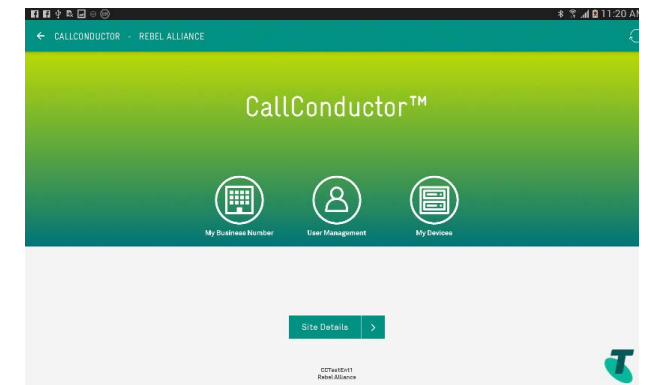 11:20 AM
CALLCONDUCTOR - REBEL ALLIANCE
CallConductor™
My Business Number User Management My Devices
Site Details
CCTestEnt1
Rebel Alliance